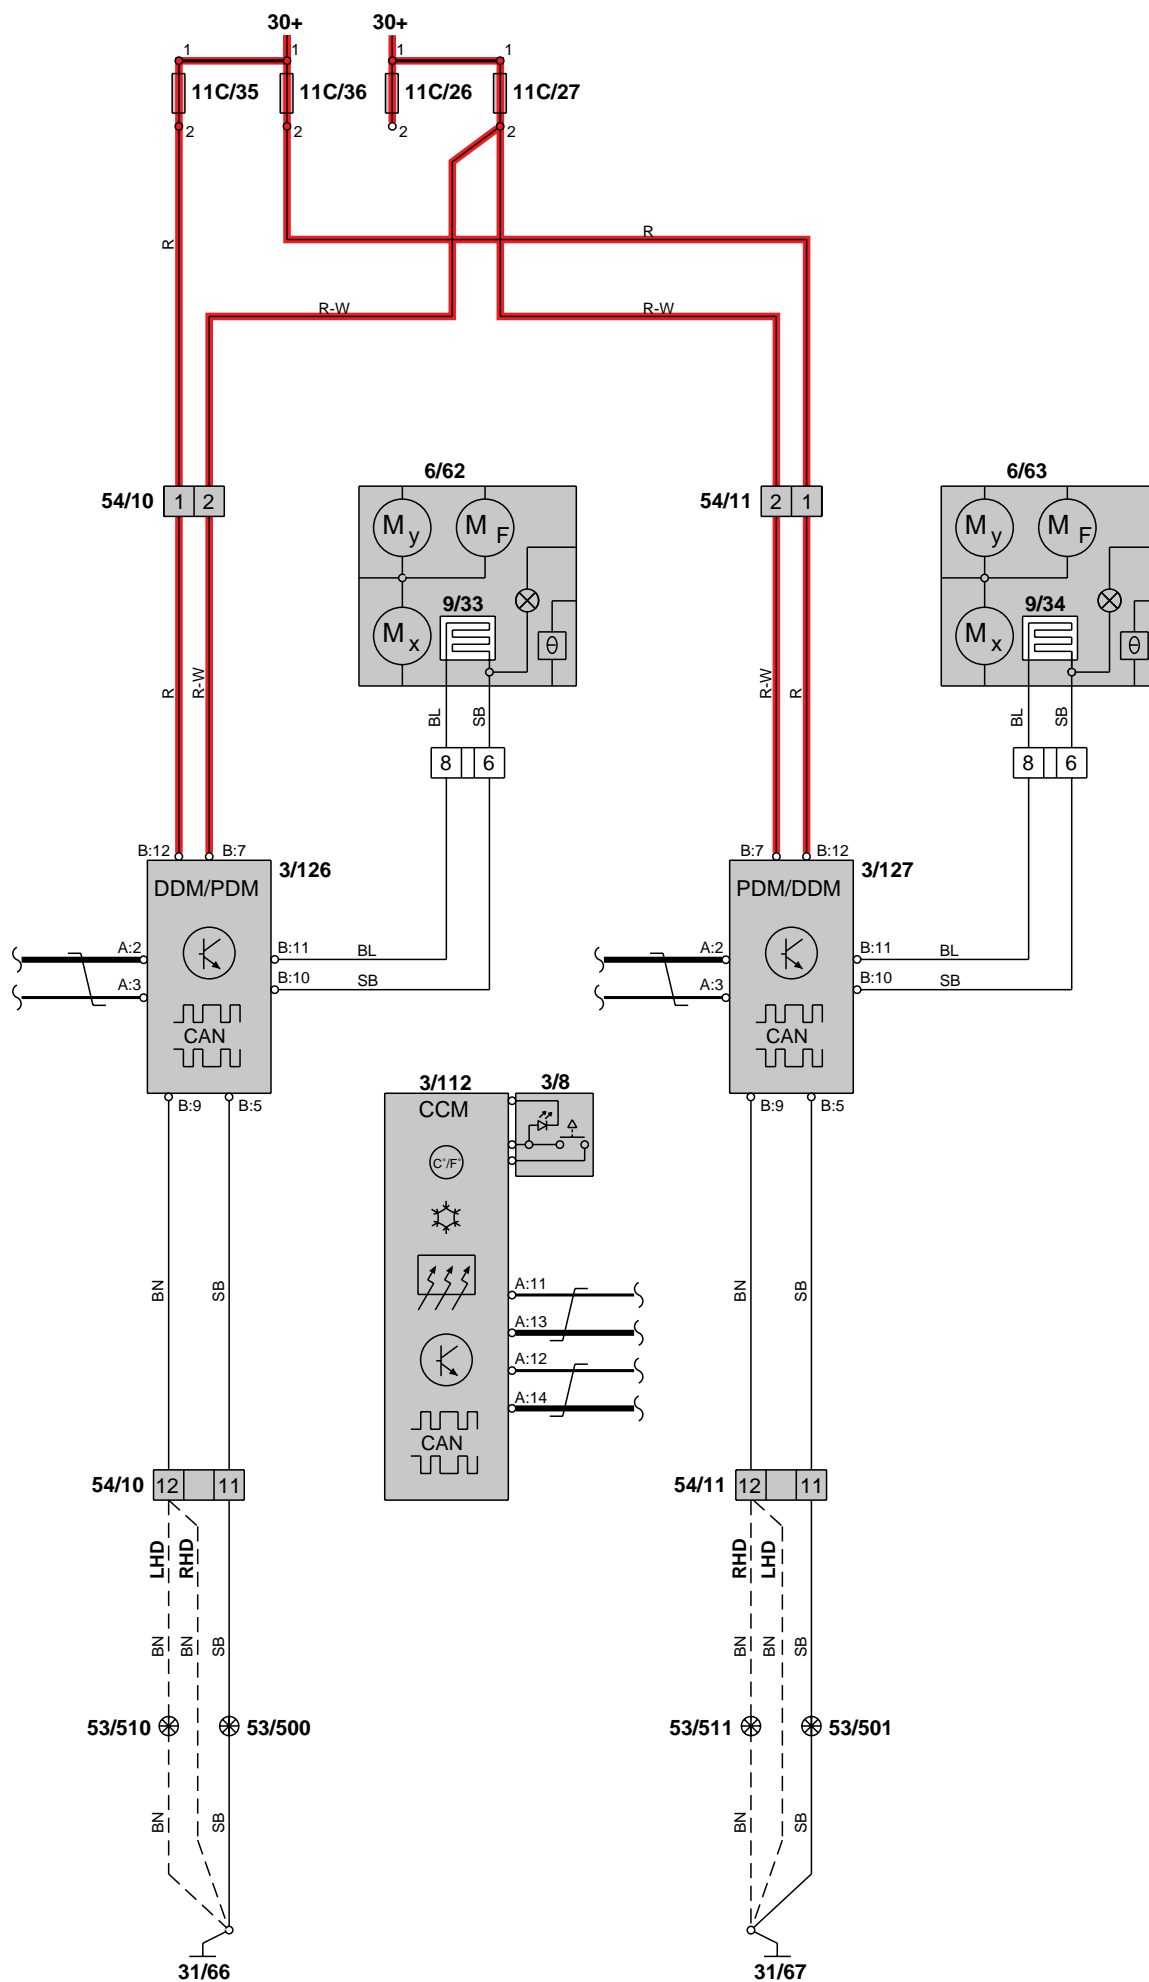 30+ 30+
1 1 1 1
11C/35 11C/36 11C/26 11C/27
2 2 2 2
R R
R-W R-W
6/62 6/63
54/10 1 2 54/11 2 1
My MF My MF
9/33 9/34
Mx θ Mx θ
R R-W R-W R
BL SB BL SB
8 6 8 6
B:12 B:7 B:7 B:12
3/126 3/127
DDM/PDM PDM/DDM
A:2 B:11 BL A:2 B:11 BL
A:3 B:10 SB A:3 B:10 SB
CAN CAN
3/112 3/8
B:9 B:5 CCM B:9 B:5
C°/F°
BN SB BN SB
A:11
A:13
A:12
A:14
CAN
54/10 12 11 54/11 12 11
LHD RHD RHD LHD
BN BN SB BN BN SB
53/510 53/500 53/511 53/501
BN SB BN SB
31/66 31/67